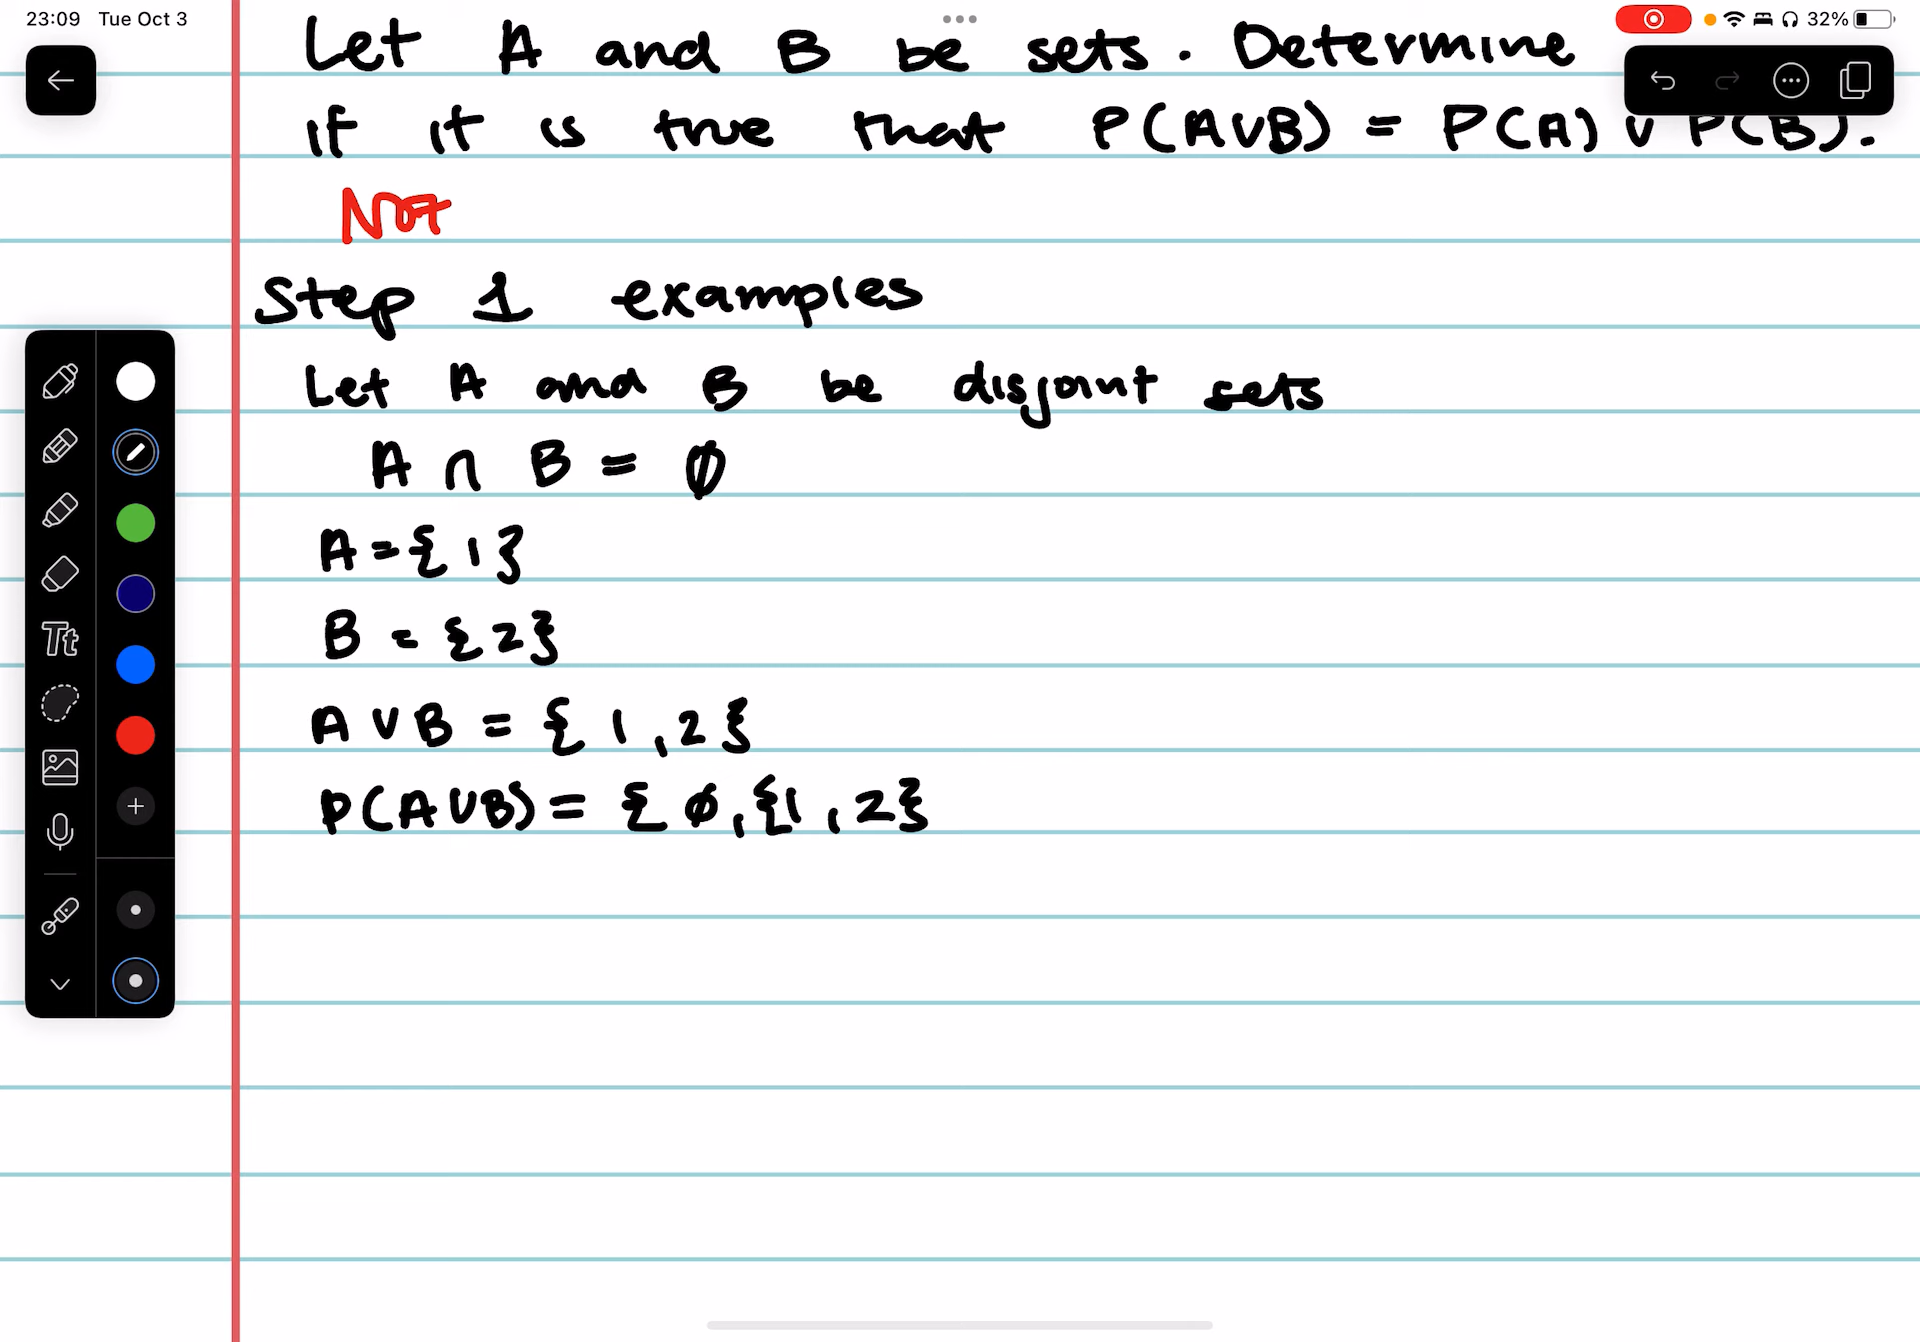 23:09 Tue Oct 3
32%
Let A and B be sets. Determine
if it is true that P(A∪B) = P(A) ∪ P(B).
Not
Step 1 examples
Let A and B be disjoint sets
A ∩ B = ∅
A={1}
B = {2}
A∪B = { 1,2}
P(A∪B) = { ∅,{1,2}
Tt